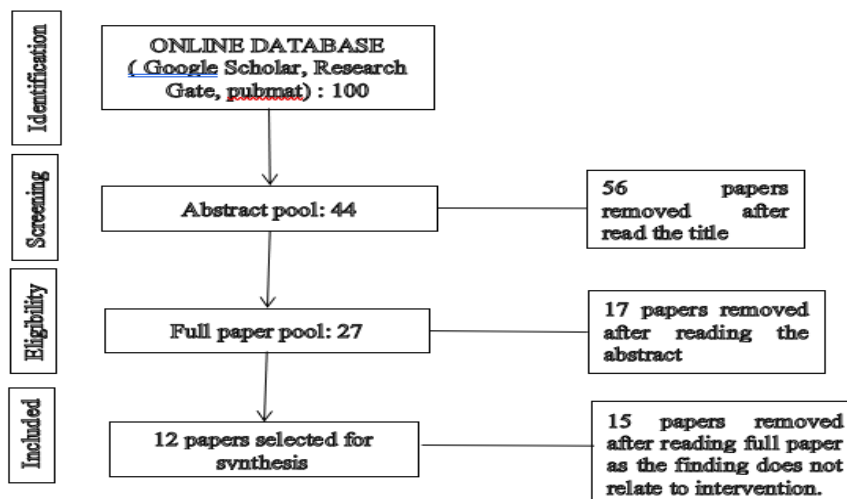 Identification
ONLINE DATABASE
( Google Scholar, Research
Gate, pubmat) : 100
Screening
Abstract pool: 44
56 papers
removed after
read the title
Eligibility
Full paper pool: 27
17 papers removed
after reading the
abstract
Included
12 papers selected for
synthesis
15 papers removed
after reading full paper
as the finding does not
relate to intervention.